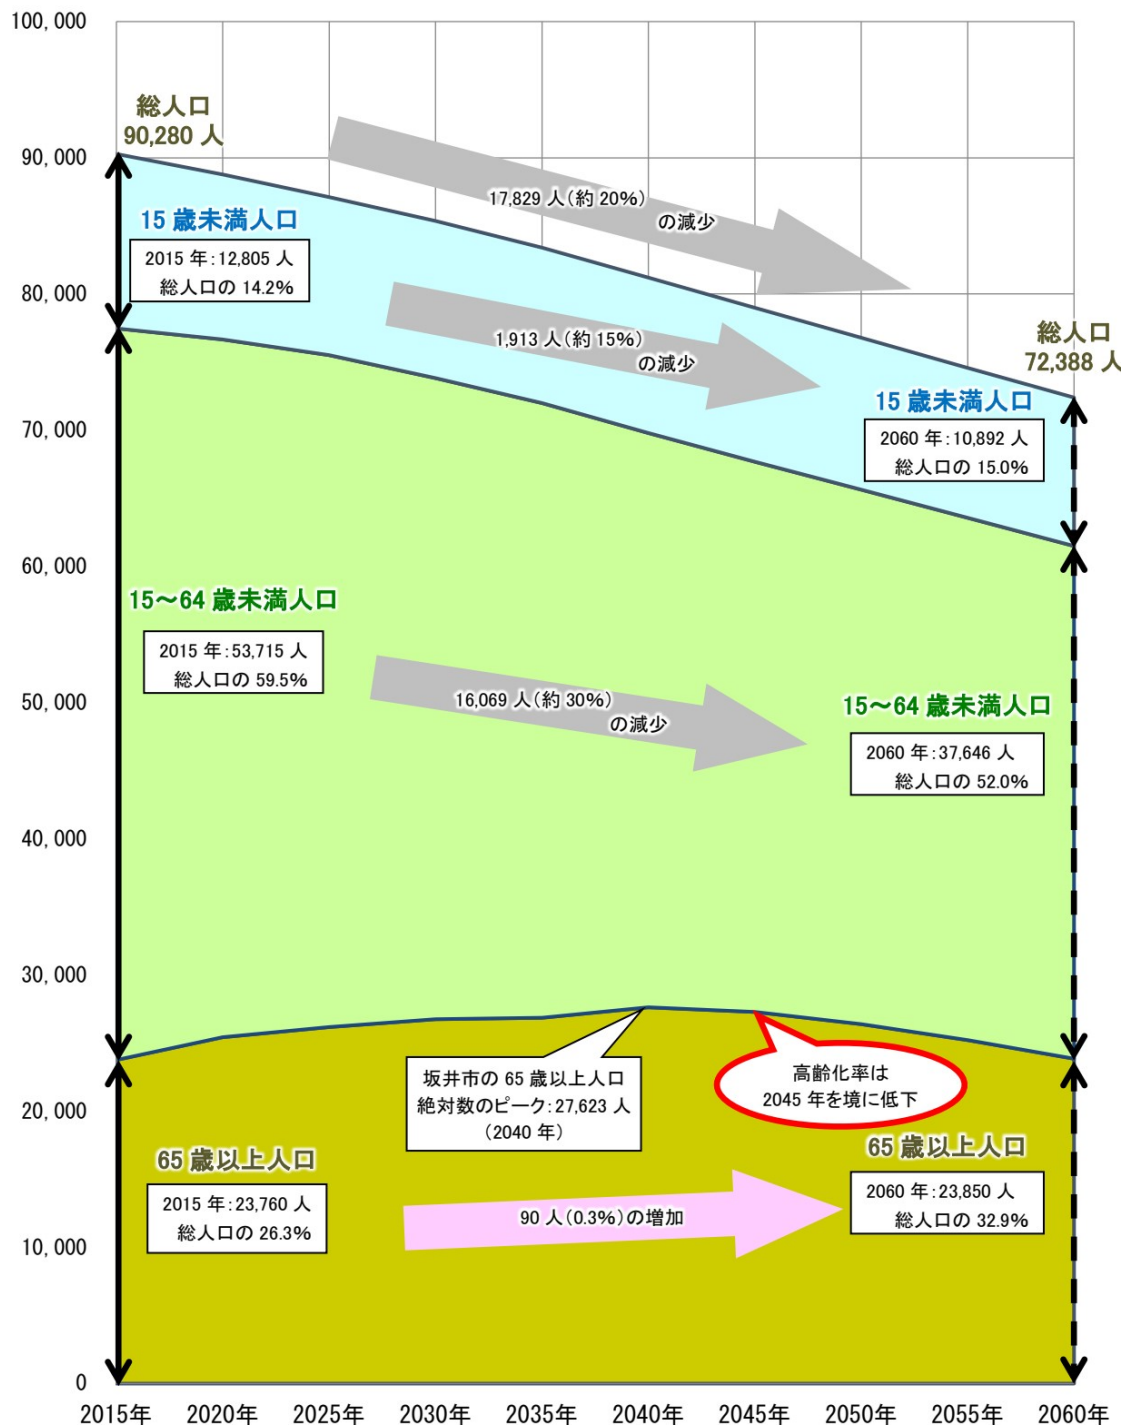 100,000
90,000
80,000
70,000
60,000
50,000
40,000
30,000
20,000
10,000
0
総人口
90,280 人
17,829 人（約 20%）
の減少
15 歳未満人口
2015 年：12,805 人
総人口の 14.2%
1,913 人（約 15%）
の減少
総人口
72,388 人
15 歳未満人口
2060 年：10,892 人
総人口の 15.0%
15～64 歳未満人口
2015 年：53,715 人
総人口の 59.5%
16,069 人（約 30%）
の減少
15～64 歳未満人口
2060 年：37,646 人
総人口の 52.0%
坂井市の 65 歳以上人口
絶対数のピーク：27,623 人
（2040 年）
高齢化率は
2045 年を境に低下
65 歳以上人口
2015 年：23,760 人
総人口の 26.3%
90 人（0.3%）の増加
65 歳以上人口
2060 年：23,850 人
総人口の 32.9%
2015年 2020年 2025年 2030年 2035年 2040年 2045年 2050年 2055年 2060年